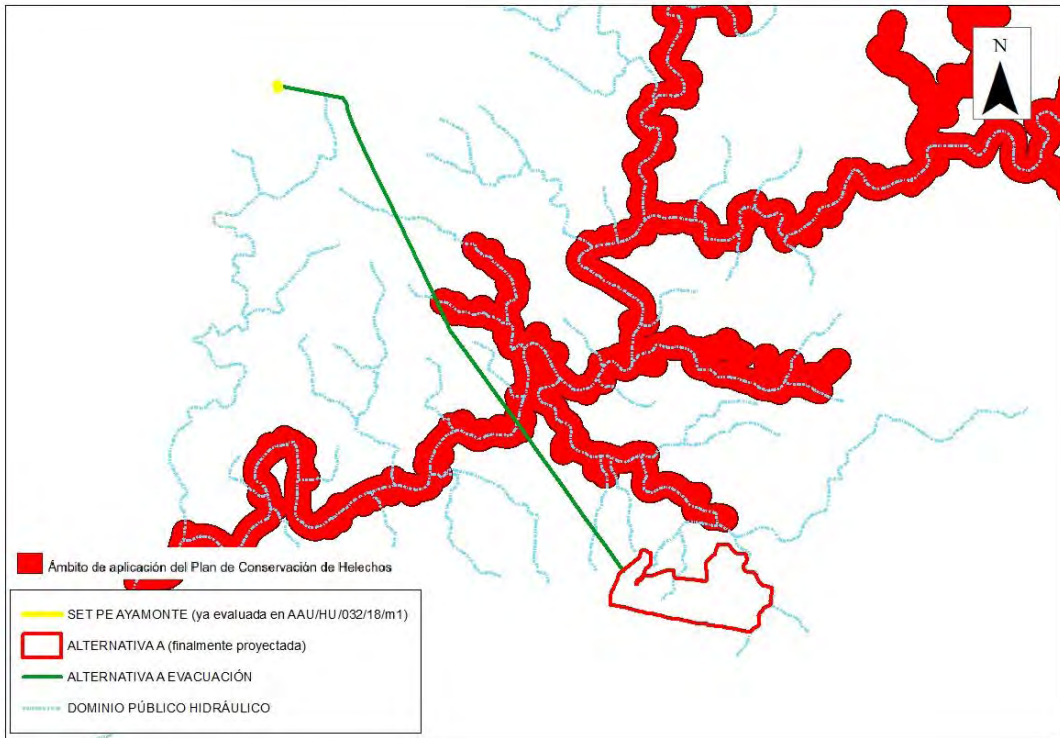 N
Ámbito de aplicación del Plan de Conservación de Helechos
SET PE AYAMONTE (ya evaluada en AAU/HU/032/18/m1)
ALTERNATIVA A (finalmente proyectada)
ALTERNATIVA A EVACUACIÓN
DOMINIO PÚBLICO HIDRÁULICO